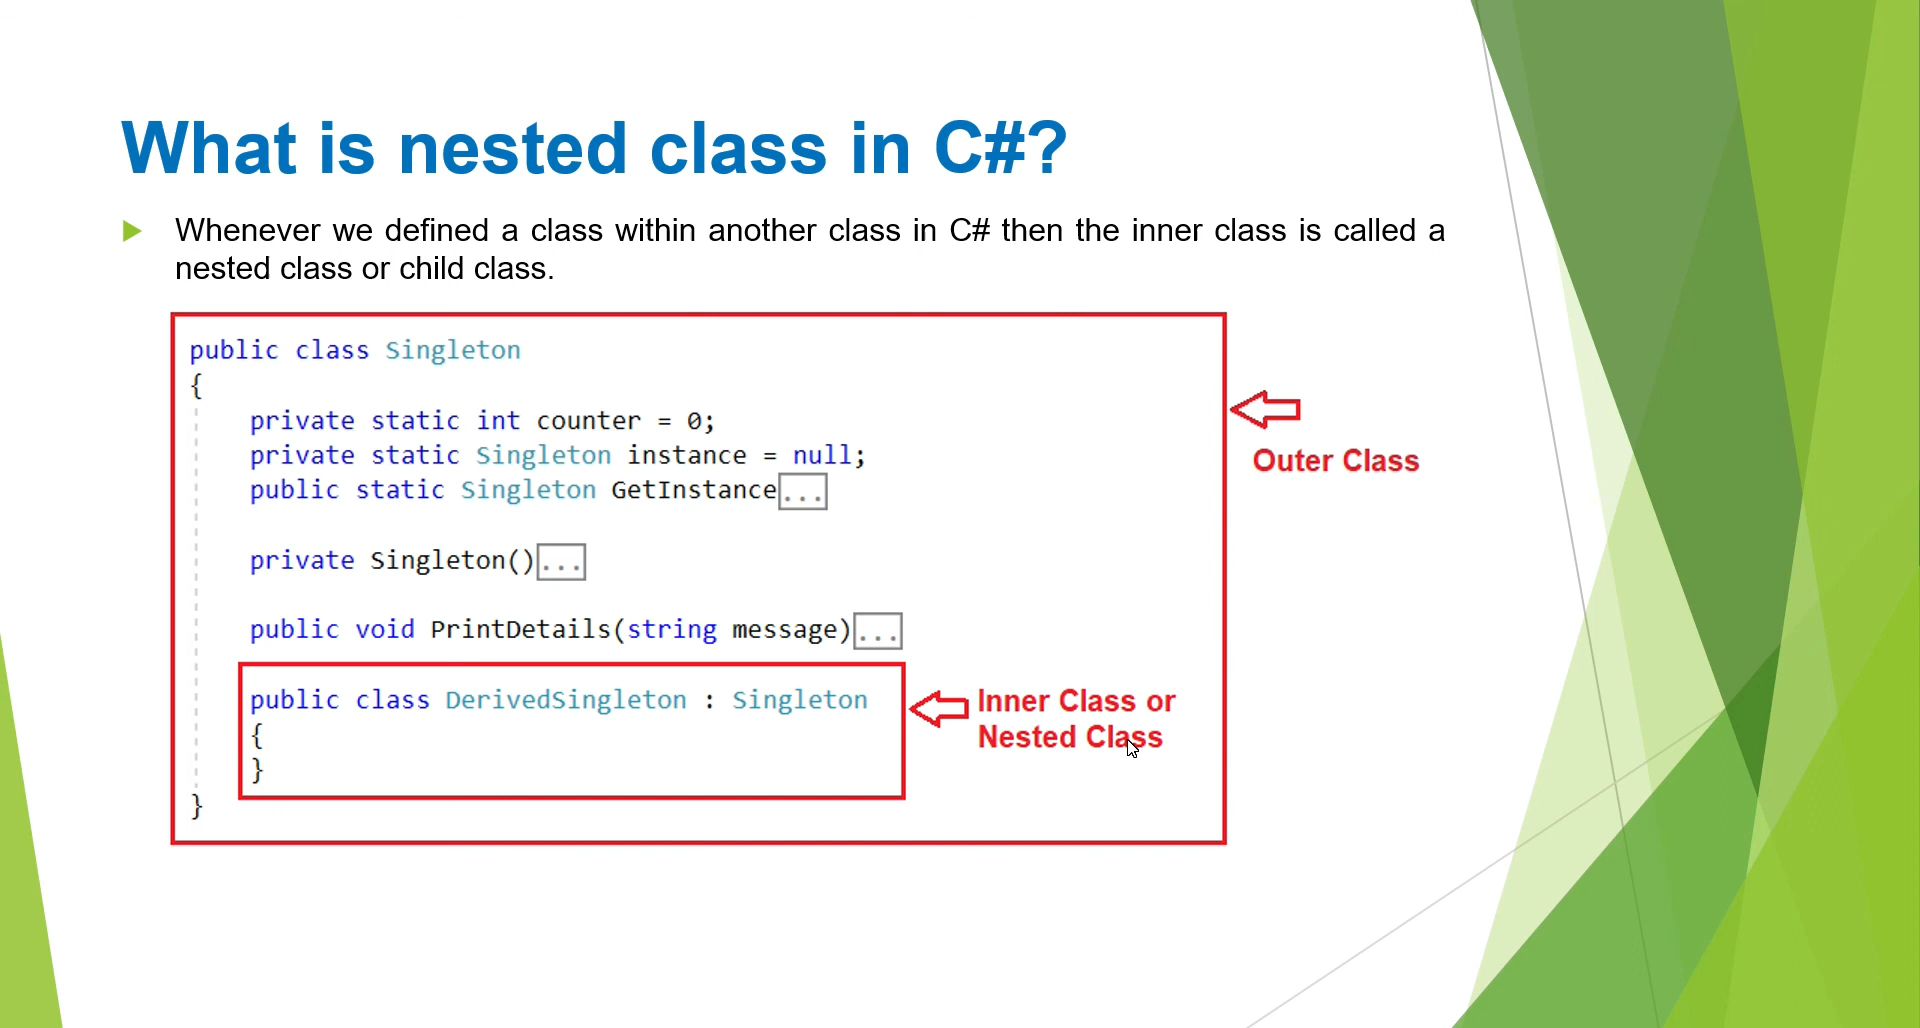 What is nested class in C#?
Whenever we defined a class within another class in C# then the inner class is called a
nested class or child class.
public class Singleton
{
private static int counter = 0;
private static Singleton instance = null;
public static Singleton GetInstance...
private Singleton()...
public void PrintDetails(string message)...
public class DerivedSingleton : Singleton
{
}
}
Outer Class
Inner Class or
Nested Class